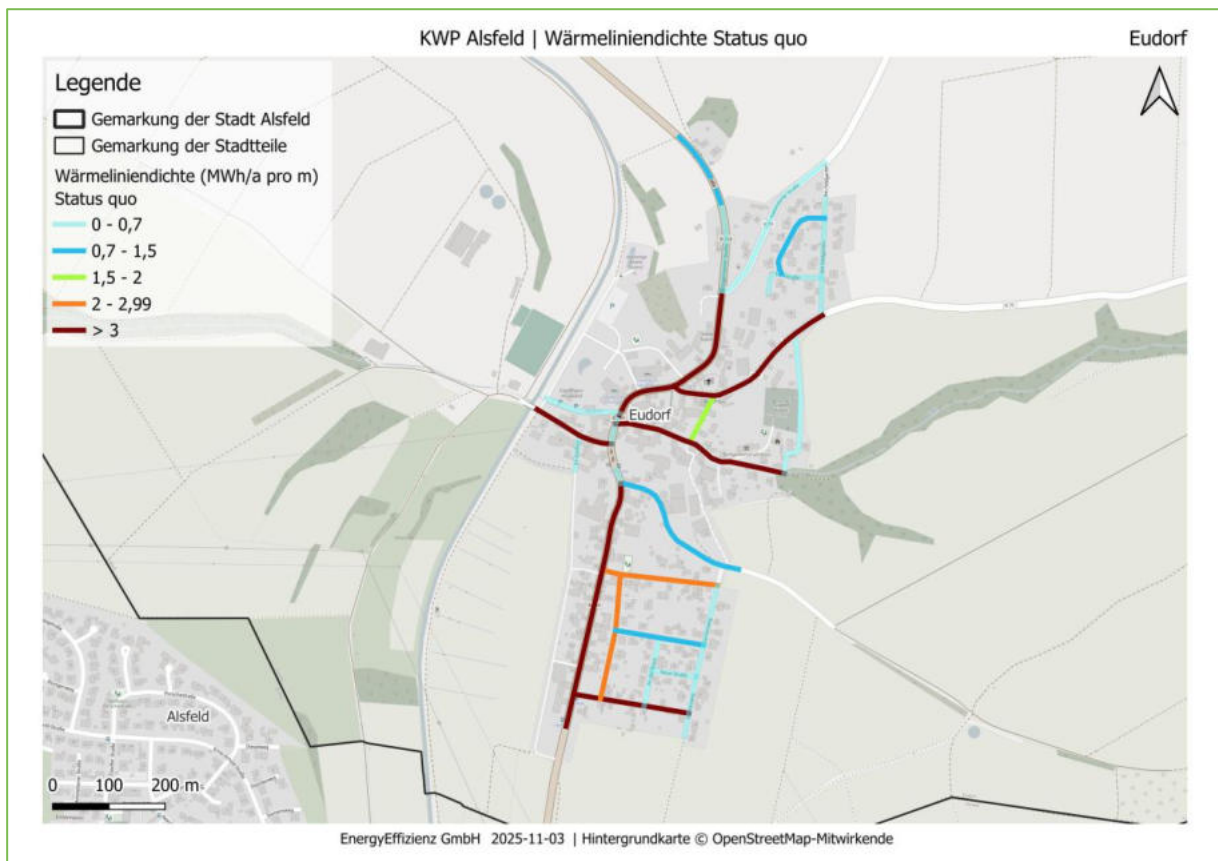 KWP Alsfeld | Wärmeliniendichte Status quo
Eudorf
Legende
Gemarkung der Stadt Alsfeld
Gemarkung der Stadtteile
Wärmeliniendichte (MWh/a pro m)
Status quo
0 - 0,7
0,7 - 1,5
1,5 - 2
2 - 2,99
> 3
Eudorf
Alsfeld
0 100 200 m
EnergyEffizienz GmbH 2025-11-03 | Hintergrundkarte © OpenStreetMap-Mitwirkende